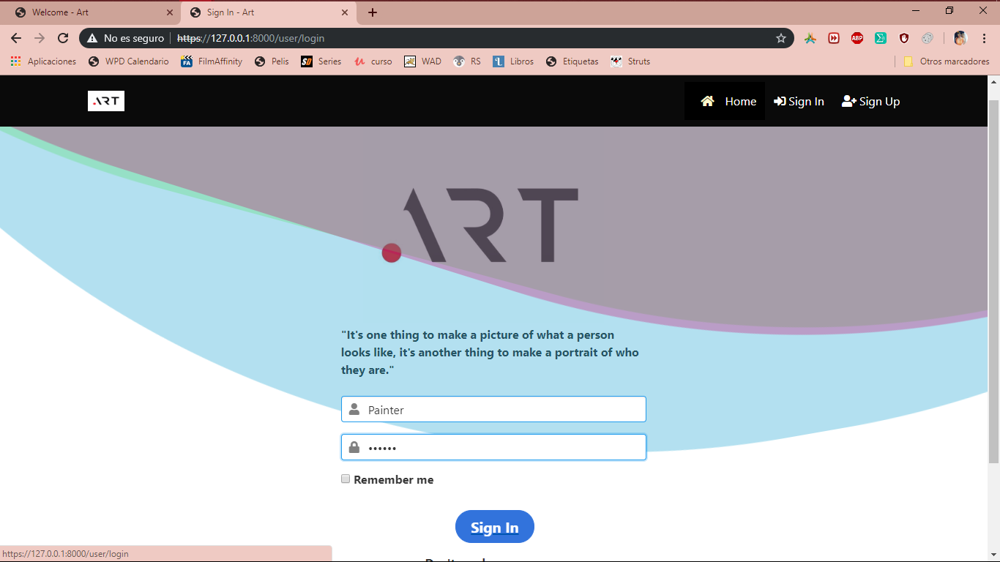 Welcome - Art
Sign In - Art
No es seguro
https://127.0.0.1:8000/user/login
Aplicaciones
WPD Calendario
FilmAffinity
Pelis
Series
curso
WAD
RS
Libros
Etiquetas
Struts
Otros marcadores
ART
Home
Sign In
Sign Up
ART
"It's one thing to make a picture of what a person
looks like, it's another thing to make a portrait of who
they are."
Painter
••••••
Remember me
Sign In
https://127.0.0.1:8000/user/login